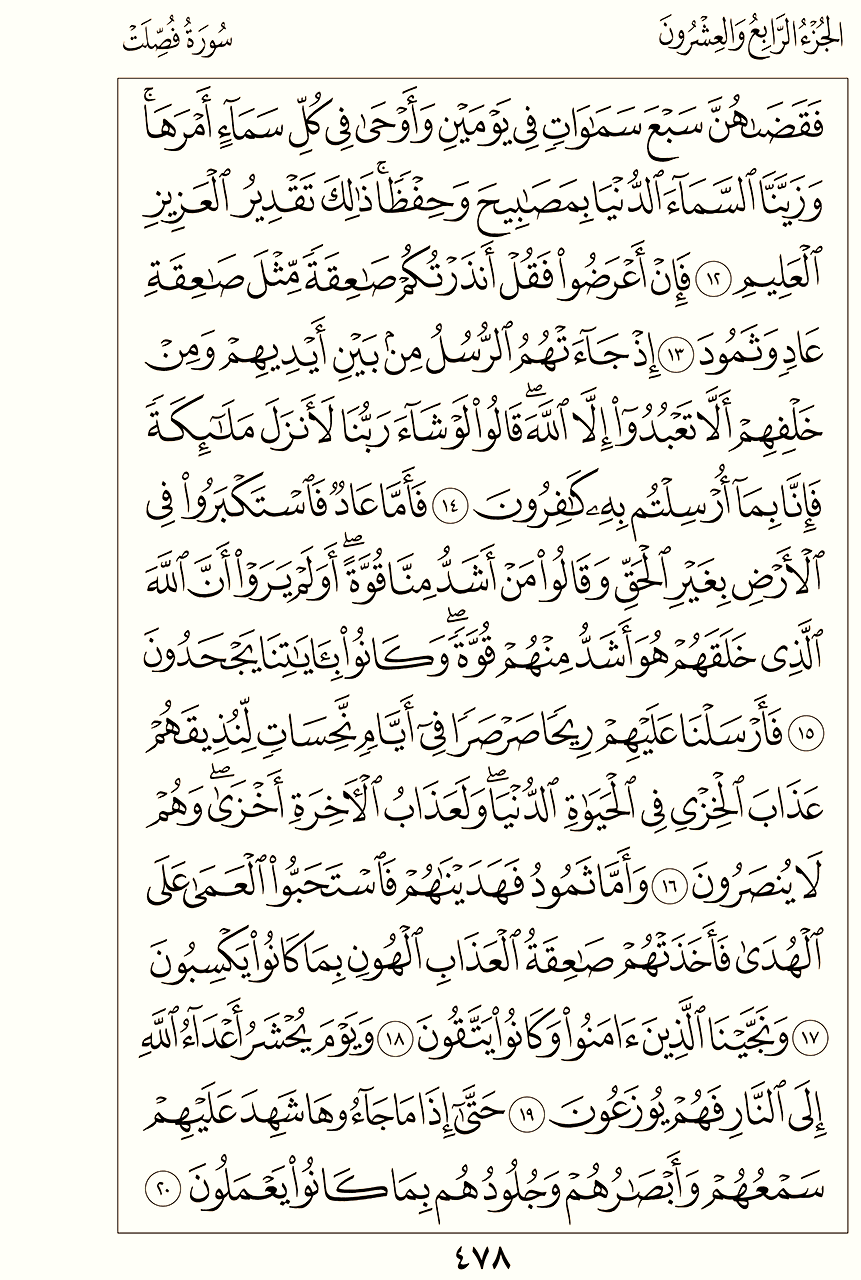 الجُزْءُ الرَّابِعُ وَالعِشْرُونَ
سُورَةُ فُصِّلَتْ
فَقَضَىٰهُنَّ سَبْعَ سَمَٰوَاتٖ فِي يَوْمَيْنِ وَأَوْحَىٰ فِي كُلِّ سَمَآءٍ أَمْرَهَاۚ
وَزَيَّنَّا ٱلسَّمَآءَ ٱلدُّنْيَا بِمَصَٰبِيحَ وَحِفْظٗاۚ ذَٰلِكَ تَقْدِيرُ ٱلْعَزِيزِ
ٱلْعَلِيمِ ١٢ فَإِنْ أَعْرَضُوا۟ فَقُلْ أَنذَرْتُكُمْ صَٰعِقَةٗ مِّثْلَ صَٰعِقَةِ
عَادٖ وَثَمُودَ ١٣ إِذْ جَآءَتْهُمُ ٱلرُّسُلُ مِنۢ بَيْنِ أَيْدِيهِمْ وَمِنْ
خَلْفِهِمْ أَلَّا تَعْبُدُوٓا۟ إِلَّا ٱللَّهَۖ قَالُوا۟ لَوْ شَآءَ رَبُّنَا لَأَنزَلَ مَلَٰٓئِكَةٗ
فَإِنَّا بِمَآ أُرْسِلْتُم بِهِۦ كَٰفِرُونَ ١٤ فَأَمَّا عَادٞ فَٱسْتَكْبَرُوا۟ فِي
ٱلْأَرْضِ بِغَيْرِ ٱلْحَقِّ وَقَالُوا۟ مَنْ أَشَدُّ مِنَّا قُوَّةًۖ أَوَلَمْ يَرَوْا۟ أَنَّ ٱللَّهَ
ٱلَّذِي خَلَقَهُمْ هُوَ أَشَدُّ مِنْهُمْ قُوَّةٗۖ وَكَانُوا۟ بِـَٔايَٰتِنَا يَجْحَدُونَ
١٥ فَأَرْسَلْنَا عَلَيْهِمْ رِيحٗا صَرْصَرٗا فِيٓ أَيَّامٖ نَّحِسَاتٖ لِّنُذِيقَهُمْ
عَذَابَ ٱلْخِزْيِ فِي ٱلْحَيَوٰةِ ٱلدُّنْيَاۖ وَلَعَذَابُ ٱلْأٓخِرَةِ أَخْزَىٰۖ وَهُمْ
لَا يُنصَرُونَ ١٦ وَأَمَّا ثَمُودُ فَهَدَيْنَٰهُمْ فَٱسْتَحَبُّوا۟ ٱلْعَمَىٰ عَلَى
ٱلْهُدَىٰ فَأَخَذَتْهُمْ صَٰعِقَةُ ٱلْعَذَابِ ٱلْهُونِ بِمَا كَانُوا۟ يَكْسِبُونَ
١٧ وَنَجَّيْنَا ٱلَّذِينَ ءَامَنُوا۟ وَكَانُوا۟ يَتَّقُونَ ١٨ وَيَوْمَ يُحْشَرُ أَعْدَآءُ ٱللَّهِ
إِلَى ٱلنَّارِ فَهُمْ يُوزَعُونَ ١٩ حَتَّىٰٓ إِذَا مَا جَآءُوهَا شَهِدَ عَلَيْهِمْ
سَمْعُهُمْ وَأَبْصَٰرُهُمْ وَجُلُودُهُم بِمَا كَانُوا۟ يَعْمَلُونَ ٢٠
٤٧٨